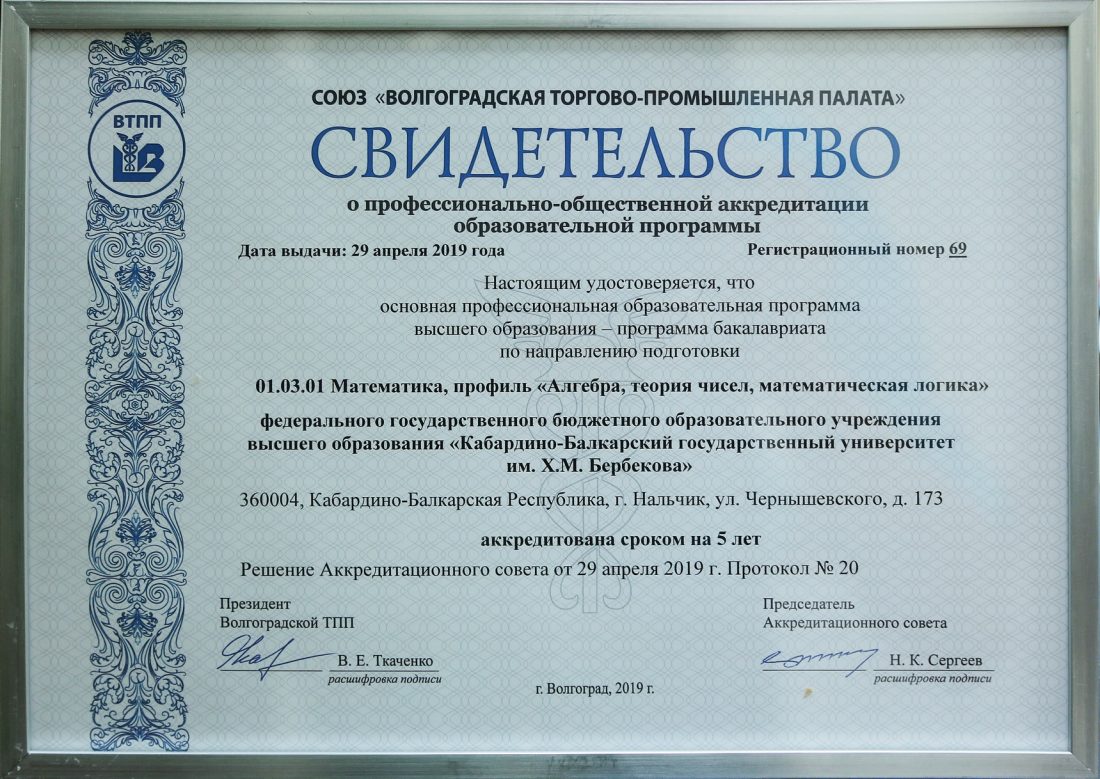 ВТПП
СОЮЗ «ВОЛГОГРАДСКАЯ ТОРГОВО-ПРОМЫШЛЕННАЯ ПАЛАТА»
СВИДЕТЕЛЬСТВО
о профессионально-общественной аккредитации
образовательной программы
Дата выдачи: 29 апреля 2019 года
Регистрационный номер 69
Настоящим удостоверяется, что
основная профессиональная образовательная программа
высшего образования – программа бакалавриата
по направлению подготовки
01.03.01 Математика, профиль «Алгебра, теория чисел, математическая логика»
федерального государственного бюджетного образовательного учреждения
высшего образования «Кабардино-Балкарский государственный университет
им. Х.М. Бербекова»
360004, Кабардино-Балкарская Республика, г. Нальчик, ул. Чернышевского, д. 173
аккредитована сроком на 5 лет
Решение Аккредитационного совета от 29 апреля 2019 г. Протокол № 20
Президент
Волгоградской ТПП
В. Е. Ткаченко
расшифровка подписи
Председатель
Аккредитационного совета
Н. К. Сергеев
расшифровка подписи
г. Волгоград, 2019 г.